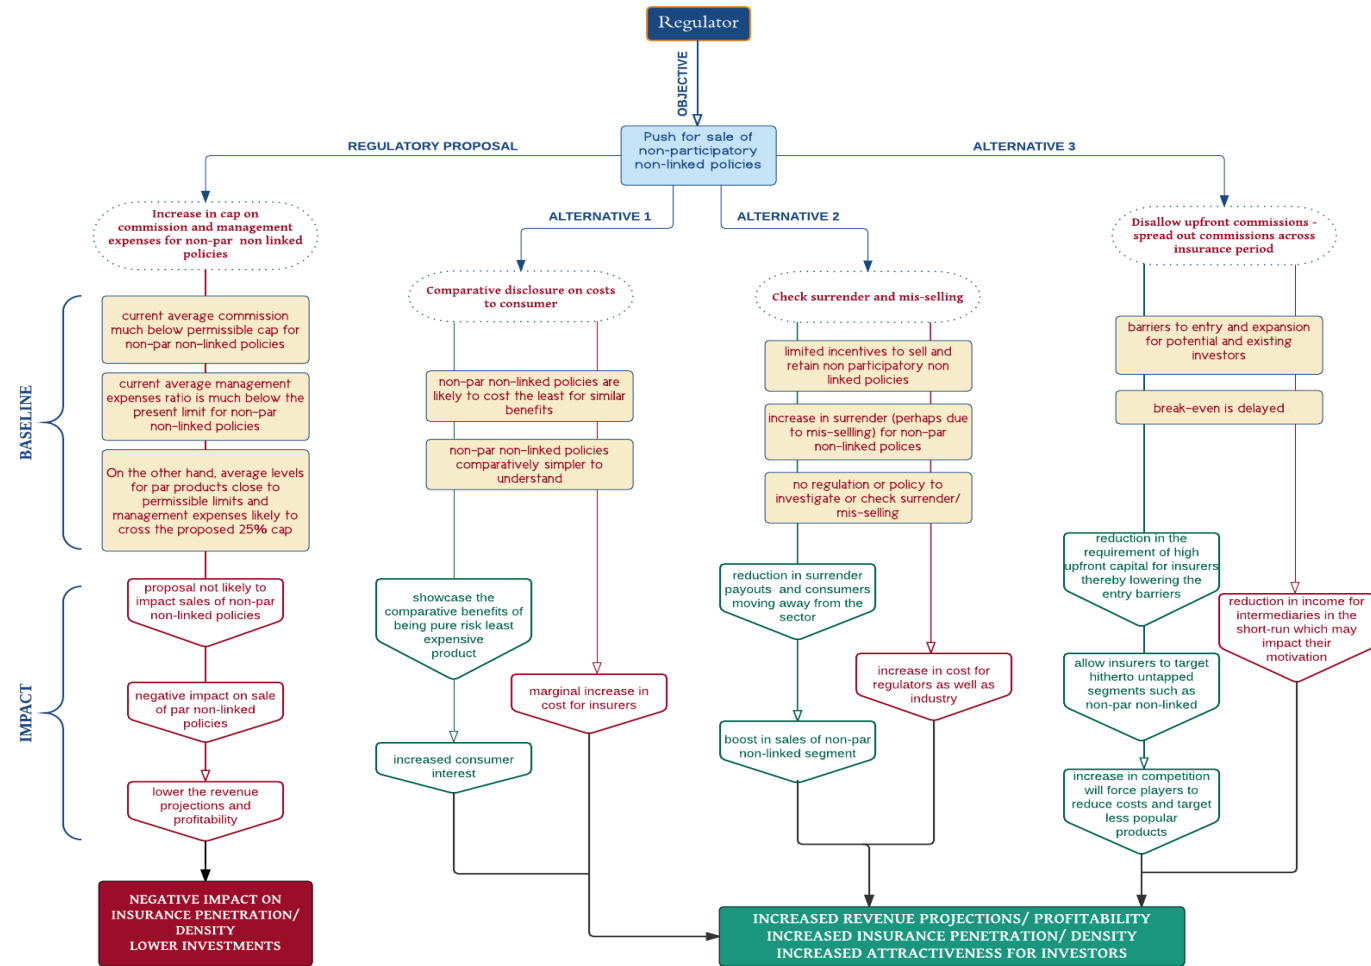 Regulator
OBJECTIVE
Push for sale of
non-participatory
non-linked policies
REGULATORY PROPOSAL
ALTERNATIVE 3
ALTERNATIVE 1
ALTERNATIVE 2
Increase in cap on
commission and management
expenses for non-par non linked
policies
Comparative disclosure on costs
to consumer
Check surrender and mis-selling
Disallow upfront commissions -
spread out commissions across
insurance period
BASELINE
current average commission
much below permissible cap for
non-par non-linked policies
current average management
expenses ratio is much below the
present limit for non-par
non-linked policies
On the other hand, average levels
for par products close to
permissible limits and
management expenses likely to
cross the proposed 25% cap
non-par non-linked policies are
likely to cost the least for similar
benefits
non-par non-linked policies
comparatively simpler to
understand
limited incentives to sell and
retain non participatory non
linked policies
increase in surrender (perhaps due
to mis-sellling) for non-par
non-linked polices
no regulation or policy to
investigate or check surrender/
mis-selling
barriers to entry and expansion
for potential and existing
investors
break-even is delayed
IMPACT
proposal not likely to
impact sales of non-par
non-linked policies
negative impact on sale
of par non-linked
policies
lower the revenue
projections and
profitability
showcase the
comparative benefits of
being pure risk least
expensive
product
increased consumer
interest
marginal increase in
cost for insurers
reduction in surrender
payouts and consumers
moving away from the
sector
boost in sales of non-par
non-linked segment
increase in cost for
regulators as well as
industry
reduction in the
requirement of high
upfront capital for insurers
thereby lowering the
entry barriers
allow insurers to target
hitherto untapped
segments such as
non-par non-linked
increase in competition
will force players to
reduce costs and target
less popular
products
reduction in income for
intermediaries in the
short-run which may
impact their
motivation
NEGATIVE IMPACT ON
INSURANCE PENETRATION/
DENSITY
LOWER INVESTMENTS
INCREASED REVENUE PROJECTIONS/ PROFITABILITY
INCREASED INSURANCE PENETRATION/ DENSITY
INCREASED ATTRACTIVENESS FOR INVESTORS